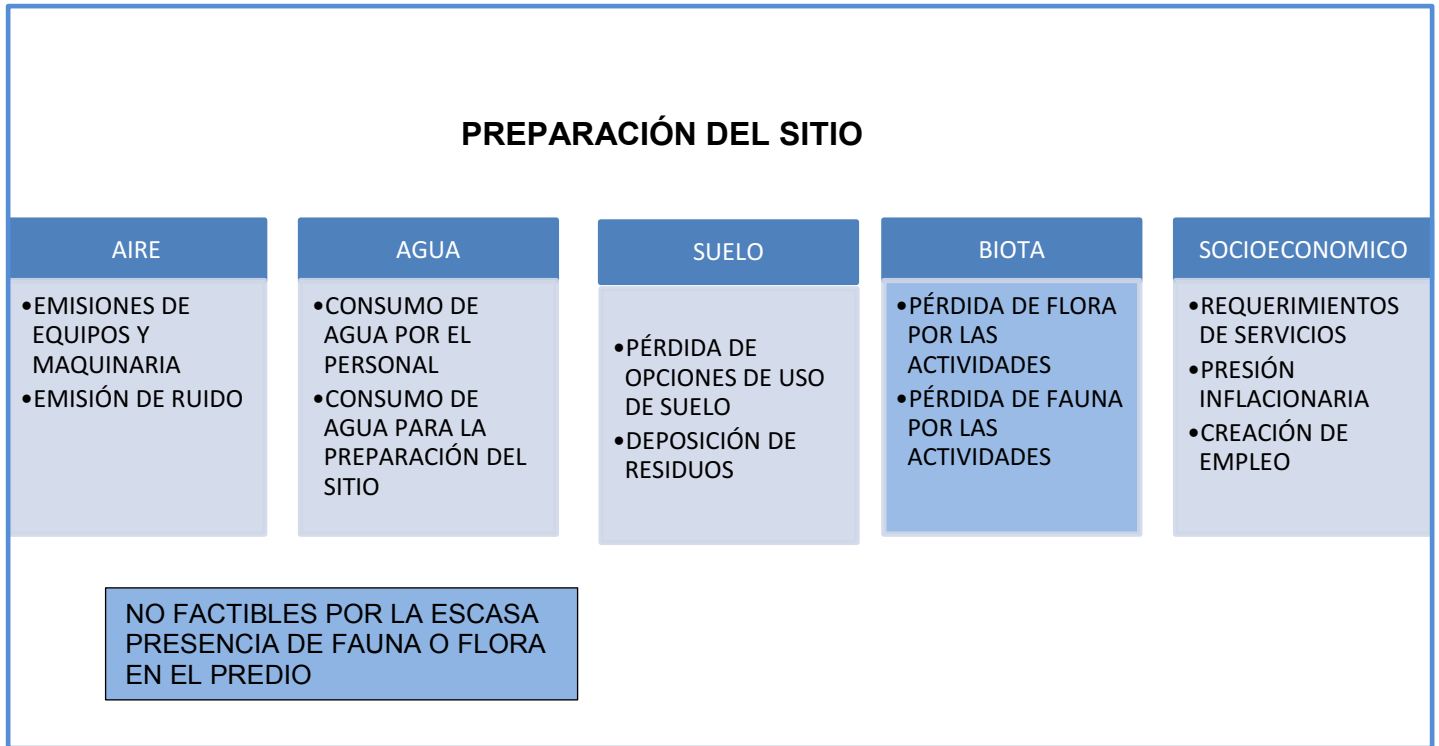 PREPARACIÓN DEL SITIO
AIRE
•EMISIONES DE
EQUIPOS Y
MAQUINARIA
•EMISIÓN DE RUIDO
AGUA
•CONSUMO DE
AGUA POR EL
PERSONAL
•CONSUMO DE
AGUA PARA LA
PREPARACIÓN DEL
SITIO
SUELO
•PÉRDIDA DE
OPCIONES DE USO
DE SUELO
•DEPOSICIÓN DE
RESIDUOS
BIOTA
•PÉRDIDA DE FLORA
POR LAS
ACTIVIDADES
•PÉRDIDA DE FAUNA
POR LAS
ACTIVIDADES
SOCIOECONOMICO
•REQUERIMIENTOS
DE SERVICIOS
•PRESIÓN
INFLACIONARIA
•CREACIÓN DE
EMPLEO
NO FACTIBLES POR LA ESCASA
PRESENCIA DE FAUNA O FLORA
EN EL PREDIO